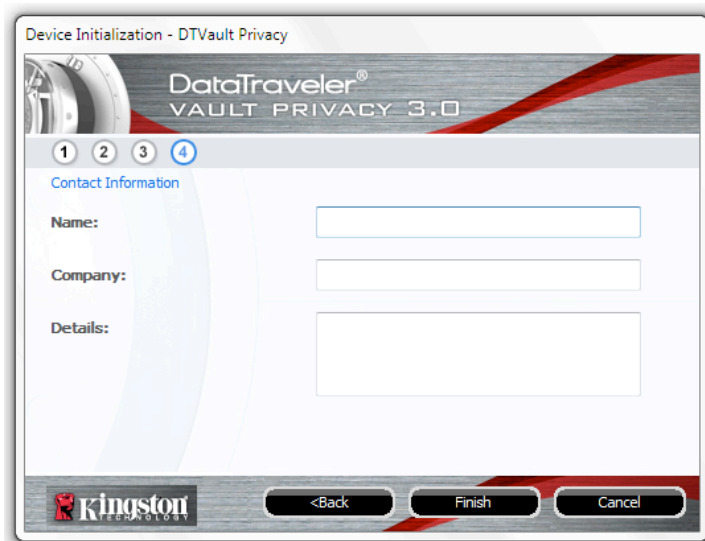 Device Initialization - DTVault Privacy
DataTraveler®
VAULT PRIVACY 3.0
1 2 3 4
Contact Information
Name:
Company:
Details:
Kingston
TECHNOLOGY
<Back Finish Cancel